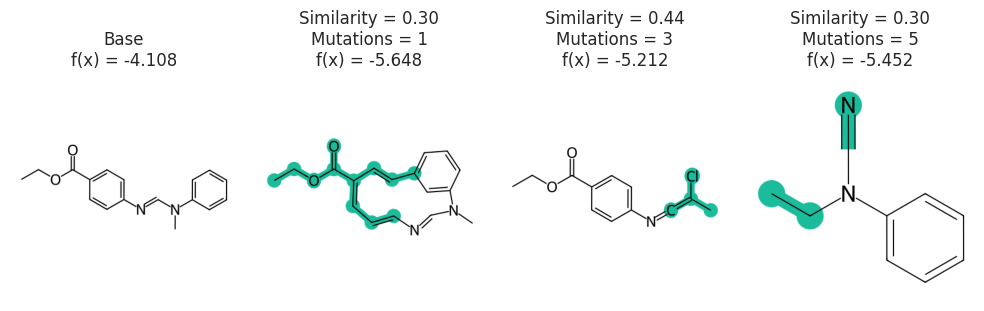 Base
f(x) = -4.108
Similarity = 0.30
Mutations = 1
f(x) = -5.648
Similarity = 0.44
Mutations = 3
f(x) = -5.212
Similarity = 0.30
Mutations = 5
f(x) = -5.452
O
O
N
N
O
O
N
N
O
O
N
C
Cl
N
N